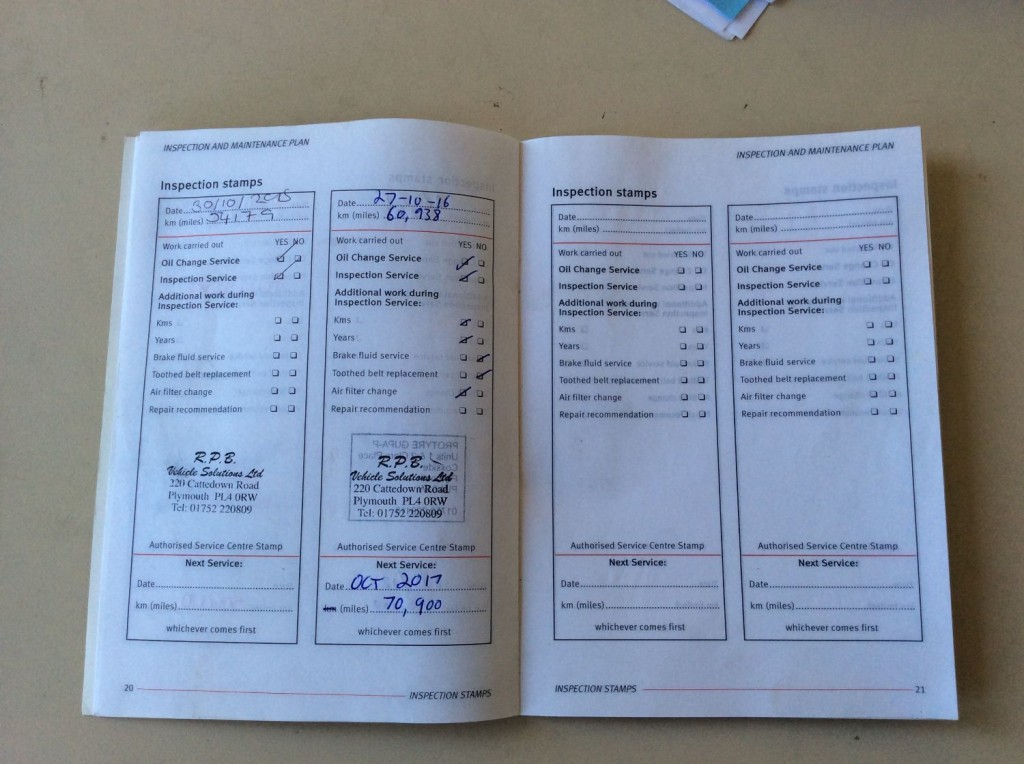 INSPECTION AND MAINTENANCE PLAN
Inspection stamps
Date 30/10/2015
km (miles)
Work carried out YES NO
Oil Change Service
Inspection Service
Additional work during
Inspection Service:
Kms
Years
Brake fluid service
Toothed belt replacement
Air filter change
Repair recommendation
R.P.B.
Vehicle Solutions Ltd
220 Cattedown Road
Plymouth PL4 0RW
Tel: 01752 220809
Authorised Service Centre Stamp
Next Service:
Date
km (miles)
whichever comes first
Date 27-10-16
km (miles) 60,938
Work carried out YES NO
Oil Change Service
Inspection Service
Additional work during
Inspection Service:
Kms
Years
Brake fluid service
Toothed belt replacement
Air filter change
Repair recommendation
R.P.B.
Vehicle Solutions Ltd
220 Cattedown Road
Plymouth PL4 0RW
Tel: 01752 220809
Authorised Service Centre Stamp
Next Service:
Date OCT 2017
km (miles) 70,900
whichever comes first
20
INSPECTION STAMPS
INSPECTION AND MAINTENANCE PLAN
Inspection stamps
Date
km (miles)
Work carried out YES NO
Oil Change Service
Inspection Service
Additional work during
Inspection Service:
Kms
Years
Brake fluid service
Toothed belt replacement
Air filter change
Repair recommendation
Authorised Service Centre Stamp
Next Service:
Date
km (miles)
whichever comes first
Date
km (miles)
Work carried out YES NO
Oil Change Service
Inspection Service
Additional work during
Inspection Service:
Kms
Years
Brake fluid service
Toothed belt replacement
Air filter change
Repair recommendation
Authorised Service Centre Stamp
Next Service:
Date
km (miles)
whichever comes first
INSPECTION STAMPS
21